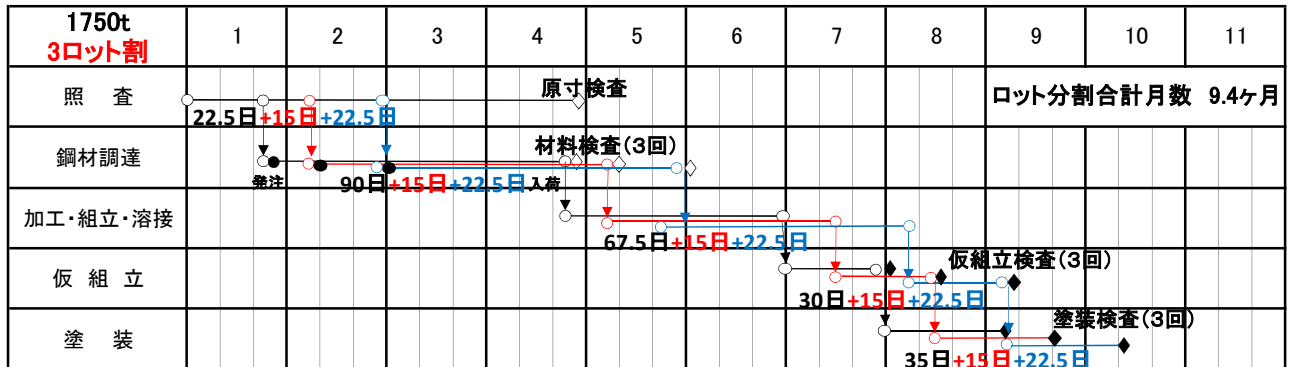 1750t
3ロット割
1 2 3 4 5 6 7 8 9 10 11
照 査
原寸検査
ロット分割合計月数 9.4ヶ月
22.5日+15日+22.5日
鋼材調達
材料検査(3回)
発注
90日+15日+22.5日
入荷
加工・組立・溶接
67.5日+15日+22.5日
仮 組 立
仮組立検査(3回)
30日+15日+22.5日
塗 装
塗装検査(3回)
35日+15日+22.5日